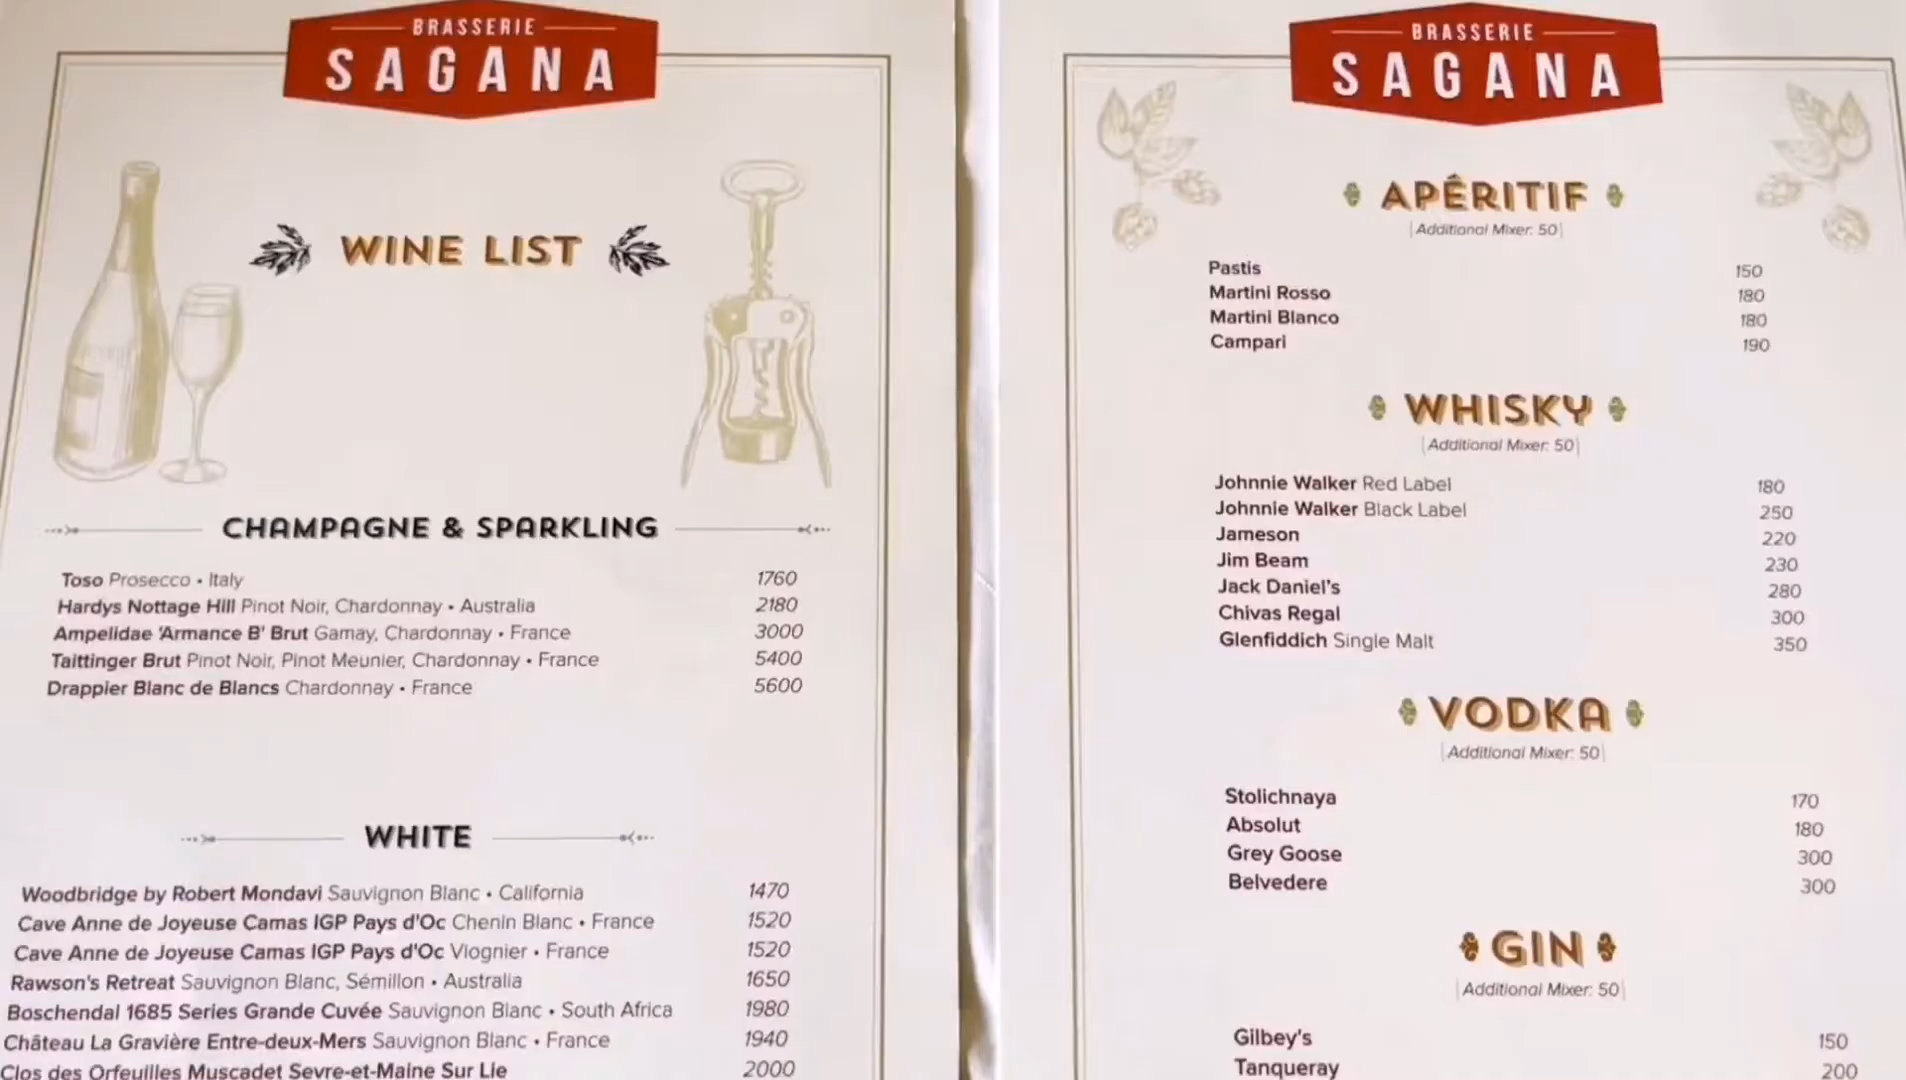 BRASSERIE
SAGANA
WINE LIST
CHAMPAGNE & SPARKLING
Toso Prosecco • Italy 1760
Hardys Nottage Hill Pinot Noir, Chardonnay • Australia 2180
Ampelidae 'Armance B' Brut Gamay, Chardonnay • France 3000
Taittinger Brut Pinot Noir, Pinot Meunier, Chardonnay • France 5400
Drappier Blanc de Blancs Chardonnay • France 5600
WHITE
Woodbridge by Robert Mondavi Sauvignon Blanc • California 1470
Cave Anne de Joyeuse Camas IGP Pays d'Oc Chenin Blanc • France 1520
Cave Anne de Joyeuse Camas IGP Pays d'Oc Viognier • France 1520
Rawson's Retreat Sauvignon Blanc, Sémillon • Australia 1650
Boschendal 1685 Series Grande Cuvée Sauvignon Blanc • South Africa 1980
Château La Gravière Entre-deux-Mers Sauvignon Blanc • France 1940
Clos des Orfeuilles Muscadet Sevre-et-Maine Sur Lie 2000
BRASSERIE
SAGANA
APÉRITIF
[Additional Mixer: 50]
Pastis 150
Martini Rosso 180
Martini Blanco 180
Campari 190
WHISKY
[Additional Mixer: 50]
Johnnie Walker Red Label 180
Johnnie Walker Black Label 250
Jameson 220
Jim Beam 230
Jack Daniel's 280
Chivas Regal 300
Glenfiddich Single Malt 350
VODKA
[Additional Mixer: 50]
Stolichnaya 170
Absolut 180
Grey Goose 300
Belvedere 300
GIN
[Additional Mixer: 50]
Gilbey's 150
Tanqueray 200